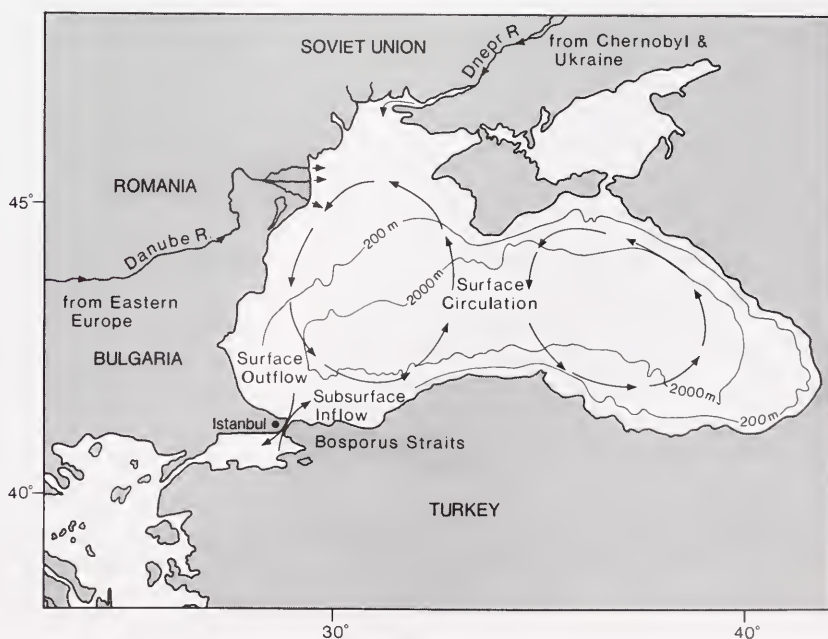 SOVIET UNION
Dnepr R.
from Chernobyl &
Ukraine
ROMANIA
45°
Danube R.
from Eastern
Europe
BULGARIA
200 m
2000 m
Surface
Circulation
Surface
Outflow
Subsurface
Inflow
2000 m
200 m
Istanbul
Bosporus Straits
40°
TURKEY
30°
40°